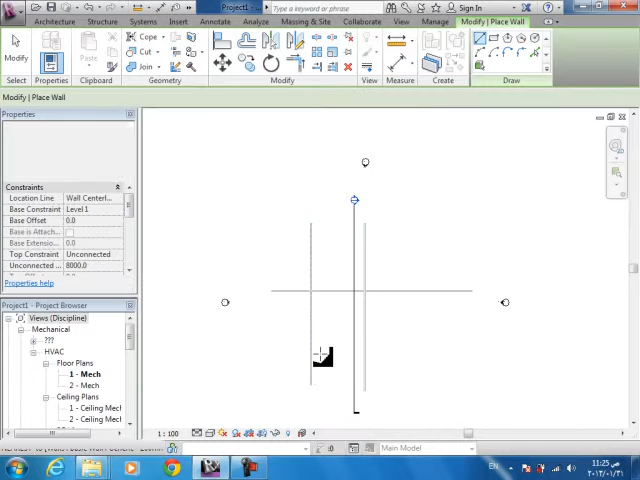 Project1 - ...
Type a keyword or phrase
Sign In
Architecture Structure Systems Insert Annotate Analyze Massing & Site Collaborate View Manage Modify | Place Wall
Modify
Paste
Cope
Cut
Join
Select Properties Clipboard Geometry Modify View Measure Create Draw
Modify | Place Wall
Properties
Constraints
Location Line Wall Centerl...
Base Constraint Level 1
Base Offset 0.0
Base is Attach...
Base Extensio...
Top Constraint Unconnected
Unconnected ... 8000.0
Properties help
Project1 - Project Browser
Views (Discipline)
Mechanical
???
HVAC
Floor Plans
1 - Mech
2 - Mech
Ceiling Plans
1 - Ceiling Mech
2 - Ceiling Mech
1 : 100
:0
Main Model
EN
11:25 ص
٢٠١٢/٠١/٣١